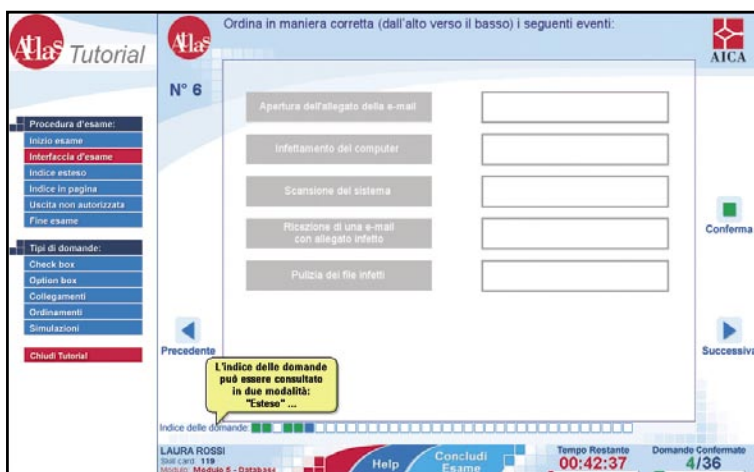 Atlas Tutorial
Atlas
Ordina in maniera corretta (dall'alto verso il basso) i seguenti eventi:
AICA
N° 6
Procedura d'esame:
Inizio esame
Interfaccia d'esame
Indice esteso
Indice in pagina
Uscita non autorizzata
Fine esame
Tipi di domande:
Check box
Option box
Collegamenti
Ordinamenti
Simulazioni
Chiudi Tutorial
Apertura dell'allegato della e-mail
Infettamento del computer
Scansione del sistema
Ricezione di una e-mail
con allegato infetto
Pulizia dei file infetti
Conferma
Precedente
Successiva
L'indice delle domande
può essere consultato
in due modalità:
"Esteso" ...
Indice delle domande:
LAURA ROSSI
Skill card: 119
Modulo: Modulo 5 - Database
Help
Concludi
Esame
Tempo Restante
00:42:37
Domande Confermate
4/36